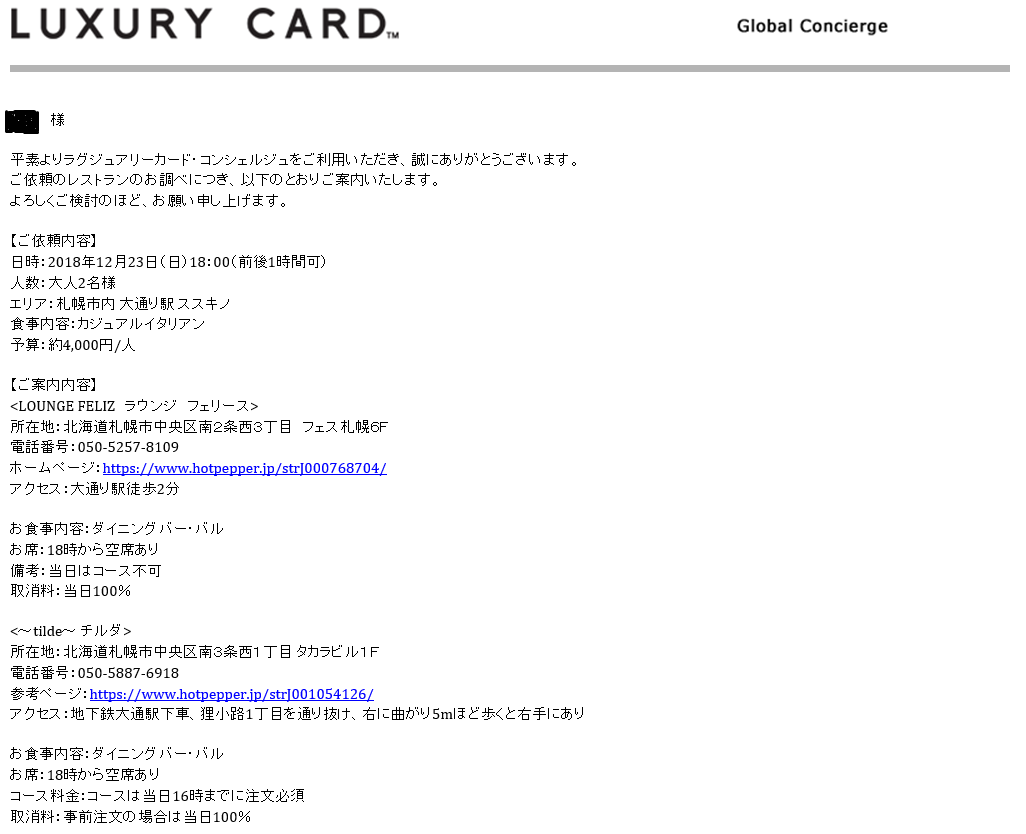 LUXURY CARD™
Global Concierge
様
平素よりラグジュアリーカード・コンシェルジュをご利用いただき、誠にありがとうございます。
ご依頼のレストランのお調べにつき、以下のとおりご案内いたします。
よろしくご検討のほど、お願い申し上げます。
【ご依頼内容】
日時：2018年12月23日（日）18：00（前後1時間可）
人数：大人2名様
エリア：札幌市内 大通り駅 ススキノ
食事内容：カジュアルイタリアン
予算：約4,000円/人
【ご案内内容】
<LOUNGE FELIZ ラウンジ　フェリース>
所在地：北海道札幌市中央区南２条西３丁目　フェス札幌６Ｆ
電話番号：050-5257-8109
ホームページ：https://www.hotpepper.jp/strJ000768704/
アクセス：大通り駅徒歩2分
お食事内容：ダイニングバー・バル
お席：18時から空席あり
備考：当日はコース不可
取消料：当日100％
<～tilde～ チルダ>
所在地：北海道札幌市中央区南３条西１丁目 タカラビル１Ｆ
電話番号：050-5887-6918
参考ページ：https://www.hotpepper.jp/strJ001054126/
アクセス：地下鉄大通駅下車、狸小路1丁目を通り抜け、右に曲がり5mほど歩くと右手にあり
お食事内容：ダイニングバー・バル
お席：18時から空席あり
コース料金:コースは当日16時までに注文必須
取消料：事前注文の場合は当日100％